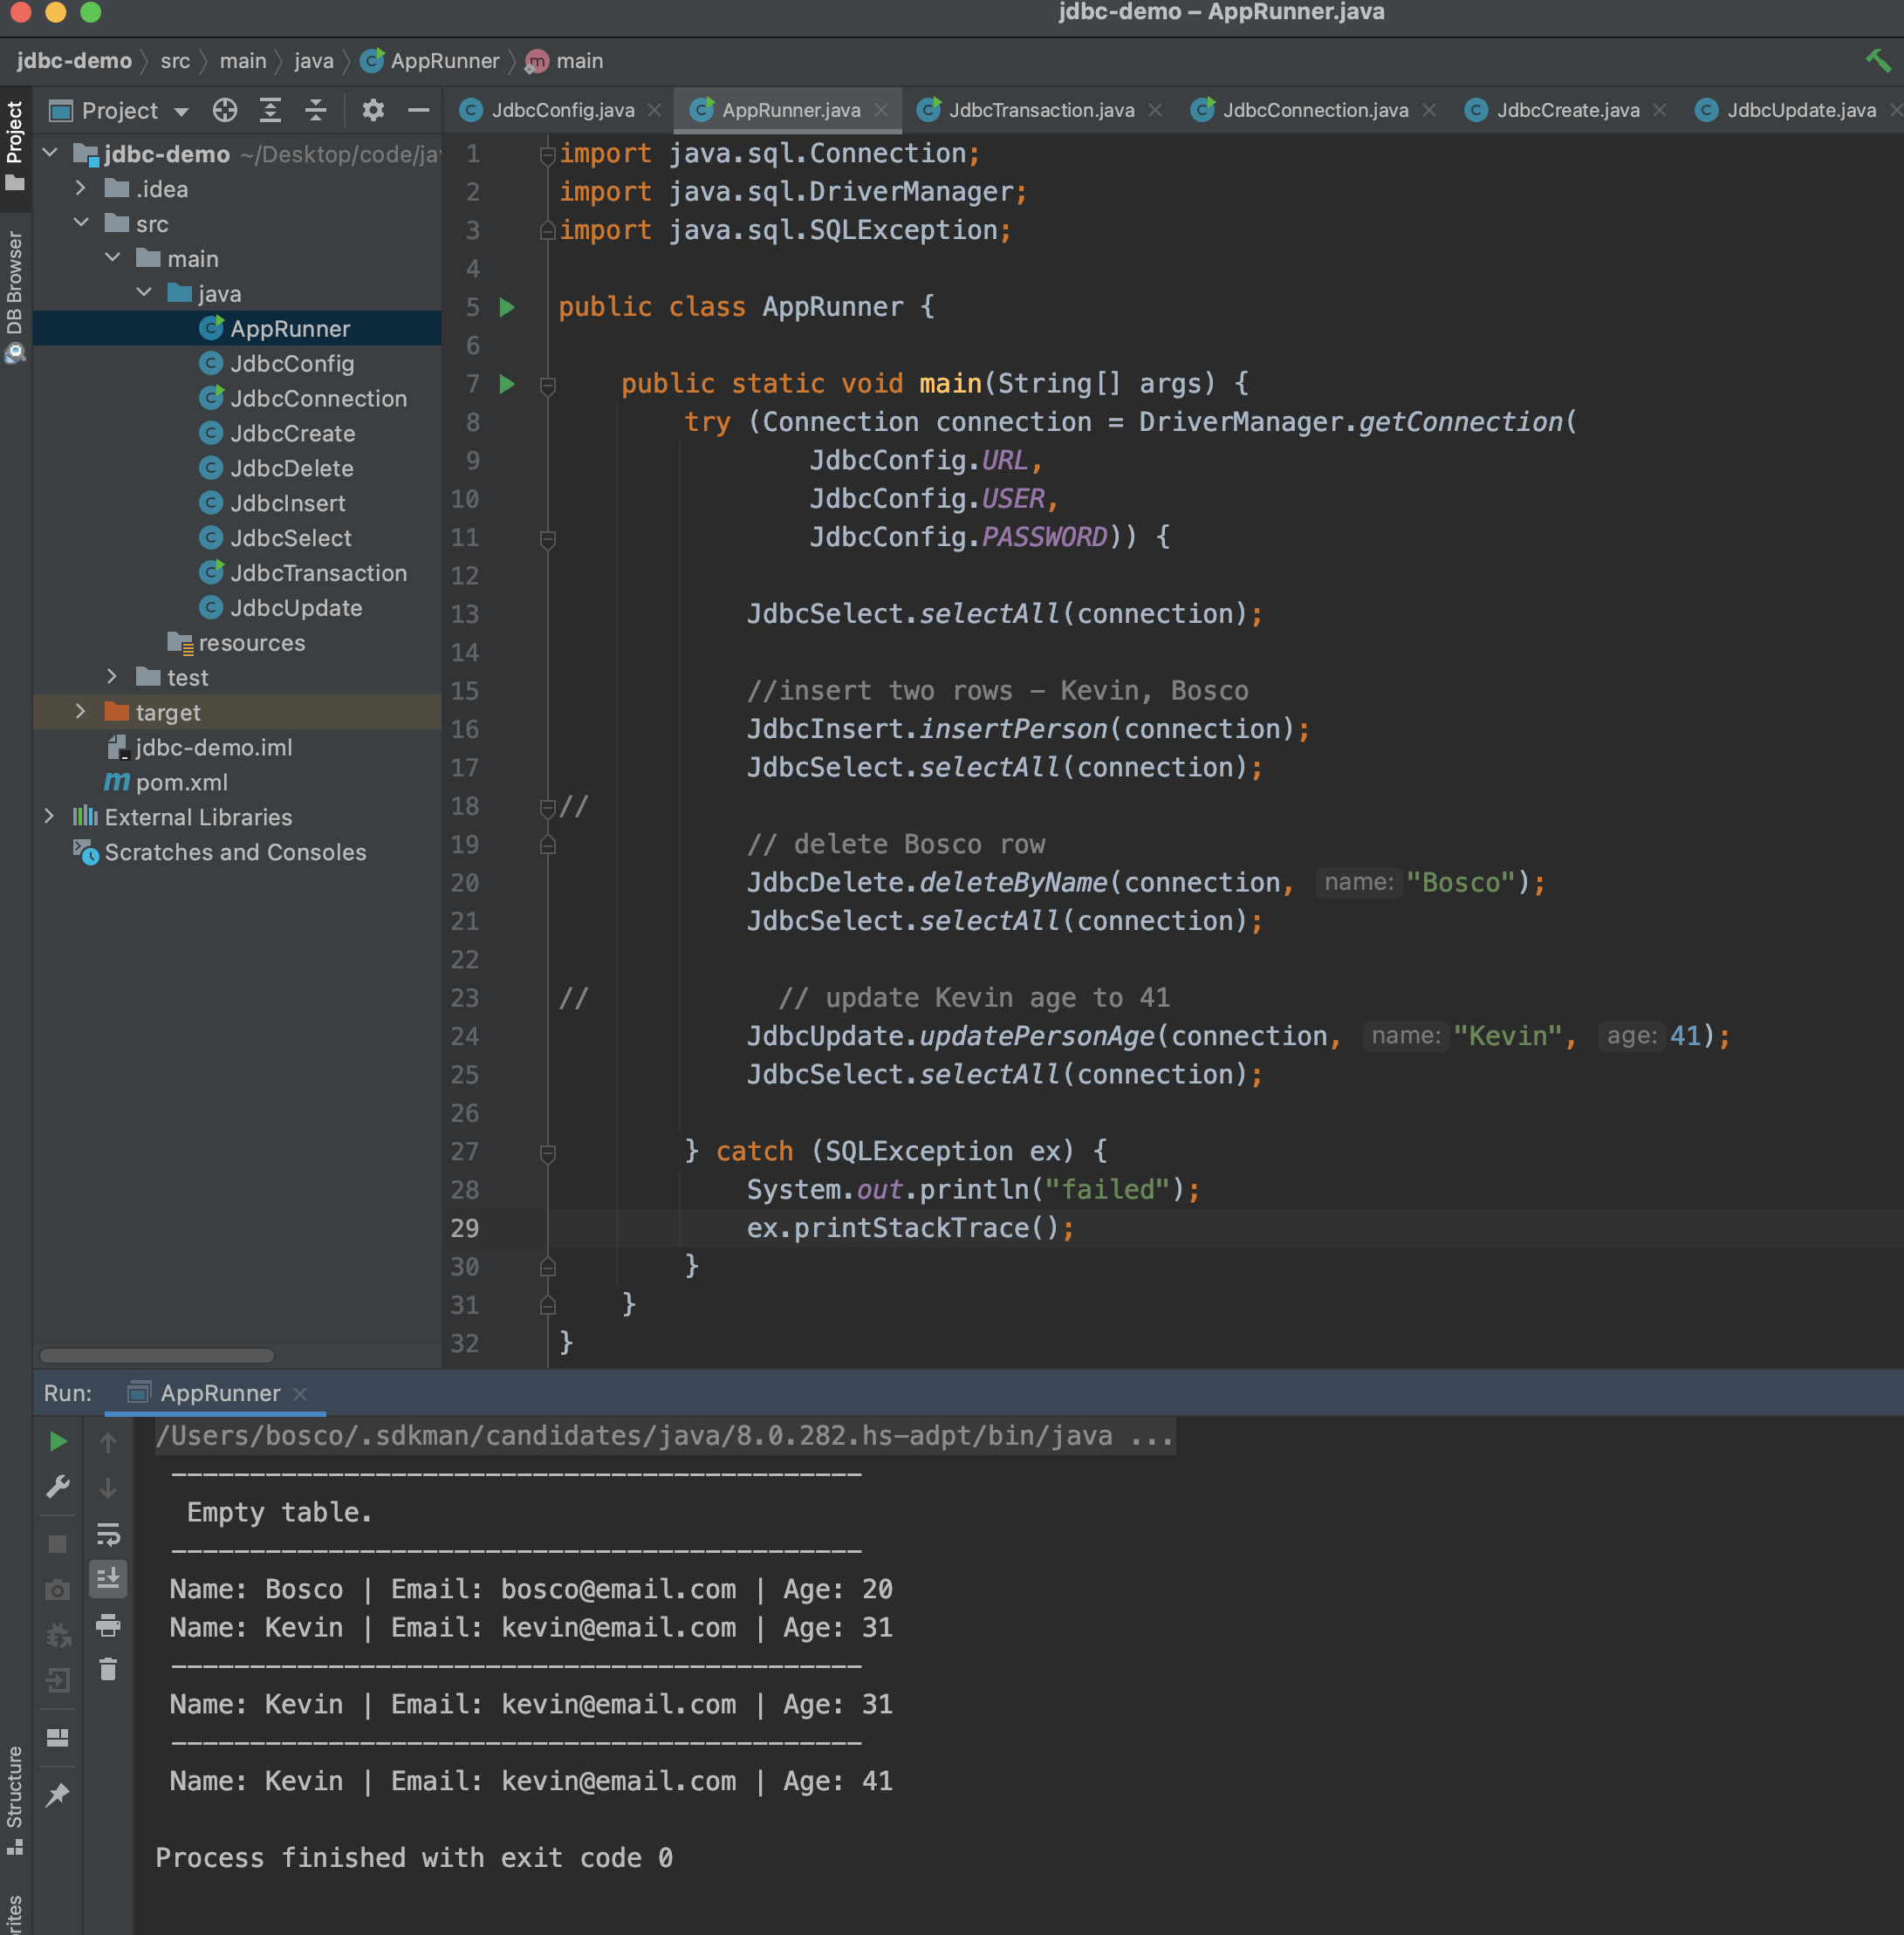 jdbc-demo – AppRunner.java
jdbc-demo src main java AppRunner main
Project
JdbcConfig.java AppRunner.java JdbcTransaction.java JdbcConnection.java JdbcCreate.java JdbcUpdate.java
Project
DB Browser
Structure
jdbc-demo ~/Desktop/code/ja
.idea
src
main
java
AppRunner
JdbcConfig
JdbcConnection
JdbcCreate
JdbcDelete
JdbcInsert
JdbcSelect
JdbcTransaction
JdbcUpdate
resources
test
target
jdbc-demo.iml
pom.xml
External Libraries
Scratches and Consoles
1 import java.sql.Connection;
2 import java.sql.DriverManager;
3 import java.sql.SQLException;
4
5 public class AppRunner {
6
7 public static void main(String[] args) {
8 try (Connection connection = DriverManager.getConnection(
9 JdbcConfig.URL,
10 JdbcConfig.USER,
11 JdbcConfig.PASSWORD)) {
12
13 JdbcSelect.selectAll(connection);
14
15 //insert two rows – Kevin, Bosco
16 JdbcInsert.insertPerson(connection);
17 JdbcSelect.selectAll(connection);
18 //
19 // delete Bosco row
20 JdbcDelete.deleteByName(connection, name: "Bosco");
21 JdbcSelect.selectAll(connection);
22
23 // // update Kevin age to 41
24 JdbcUpdate.updatePersonAge(connection, name: "Kevin", age: 41);
25 JdbcSelect.selectAll(connection);
26
27 } catch (SQLException ex) {
28 System.out.println("failed");
29 ex.printStackTrace();
30 }
31 }
32 }
Run: AppRunner
/Users/bosco/.sdkman/candidates/java/8.0.282.hs-adpt/bin/java ...
--------------------------------------------
Empty table.
--------------------------------------------
Name: Bosco | Email: bosco@email.com | Age: 20
Name: Kevin | Email: kevin@email.com | Age: 31
--------------------------------------------
Name: Kevin | Email: kevin@email.com | Age: 31
--------------------------------------------
Name: Kevin | Email: kevin@email.com | Age: 41
Process finished with exit code 0